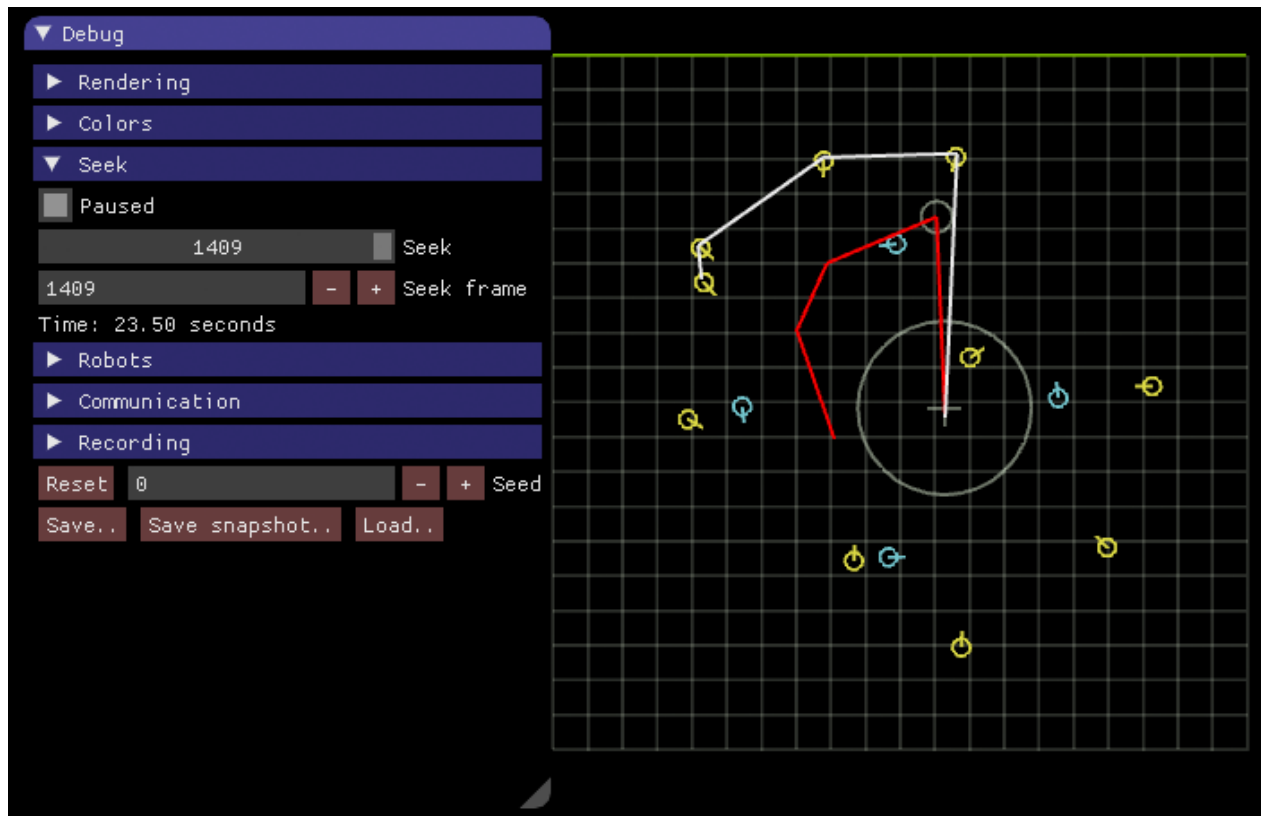 Debug
Rendering
Colors
Seek
Paused
1409 Seek
1409 - + Seek frame
Time: 23.50 seconds
Robots
Communication
Recording
Reset 0 - + Seed
Save.. Save snapshot.. Load..